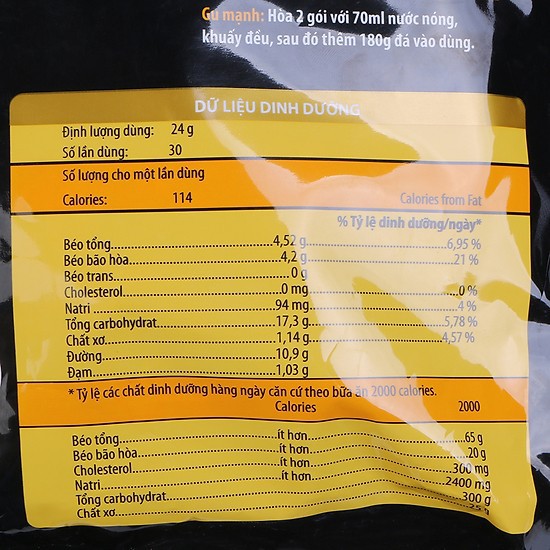 Gu mạnh: Hòa 2 gói với 70ml nước nóng,
khuấy đều, sau đó thêm 180g đá vào dùng.
DỮ LIỆU DINH DƯỠNG
Định lượng dùng: 24 g
Số lần dùng: 30
Số lượng cho một lần dùng
Calories: 114 Calories from Fat
% Tỷ lệ dinh dưỡng/ngày*
Béo tổng 4,52 g 6,95 %
Béo bão hòa 4,2 g 21 %
Béo trans 0 g
Cholesterol 0 mg 0 %
Natri 94 mg 4 %
Tổng carbohydrat 17,3 g 5,78 %
Chất xơ 1,14 g 4,57 %
Đường 10,9 g
Đạm 1,03 g
* Tỷ lệ các chất dinh dưỡng hàng ngày căn cứ theo bữa ăn 2000 calories.
Calories 2000
Béo tổng ít hơn 65 g
Béo bão hòa ít hơn 20 g
Cholesterol ít hơn 300 mg
Natri ít hơn 2400 mg
Tổng carbohydrat 300 g
Chất xơ 25 g